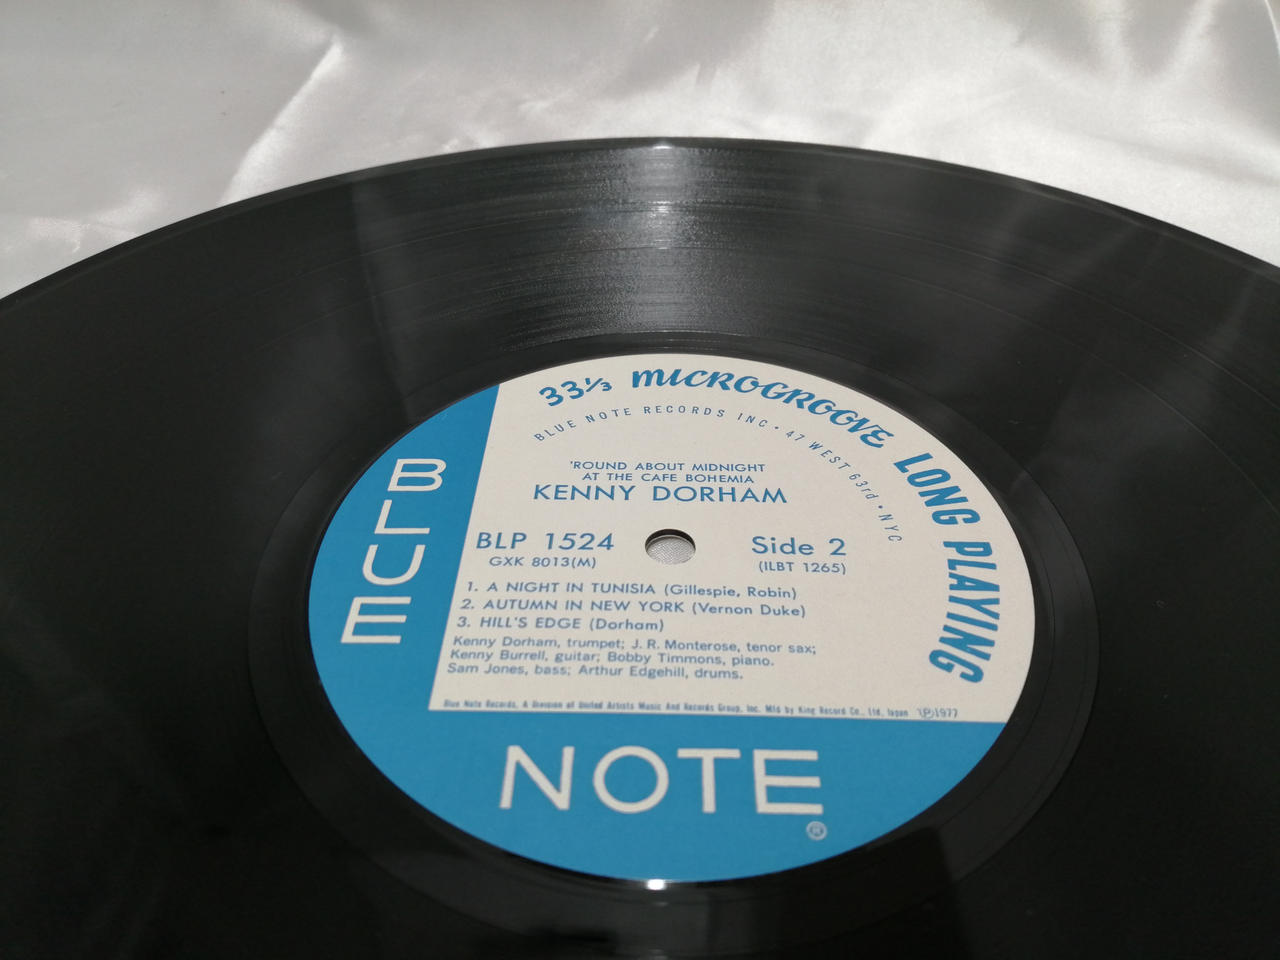 33⅓ MICROGROOVE LONG PLAYING
BLUE NOTE RECORDS INC • 47 WEST 63rd • NYC
'ROUND ABOUT MIDNIGHT
AT THE CAFE BOHEMIA
KENNY DORHAM
BLP 1524
GXK 8013(M)
Side 2
(ILBT 1265)
1. A NIGHT IN TUNISIA (Gillespie, Robin)
2. AUTUMN IN NEW YORK (Vernon Duke)
3. HILL'S EDGE (Dorham)
Kenny Dorham, trumpet; J. R. Monterose, tenor sax;
Kenny Burrell, guitar; Bobby Timmons, piano.
Sam Jones, bass; Arthur Edgehill, drums.
Blue Note Records, A Division of United Artists Music And Records Group, Inc. Mfd by King Record Co., Ltd, Japan ℗1977
BLUE
NOTE
®